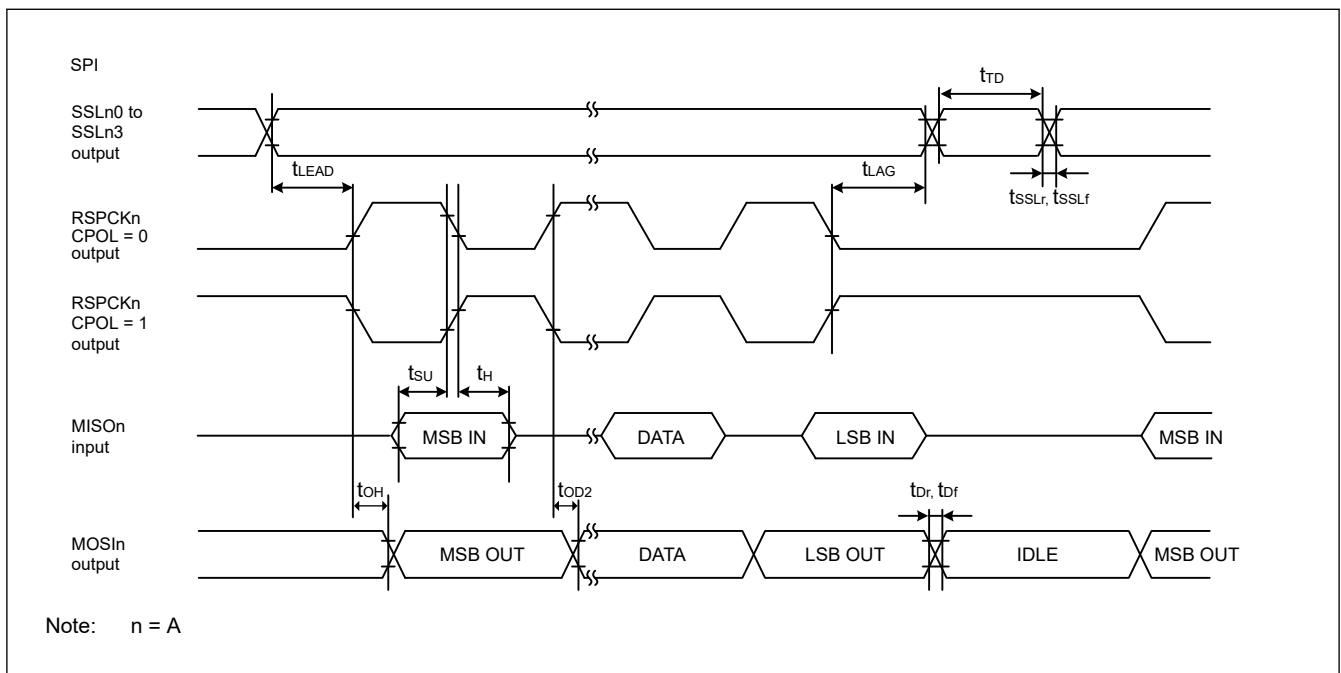 SPI
tTD
SSLn0 to
SSLn3
output
tLEAD
tLAG
tSSLr, tSSLf
RSPCKn
CPOL = 0
output
RSPCKn
CPOL = 1
output
tSU
tH
MISOn
input
MSB IN
DATA
LSB IN
MSB IN
tOH
tOD2
tDr, tDf
MOSIn
output
MSB OUT
DATA
LSB OUT
IDLE
MSB OUT
Note: n = A